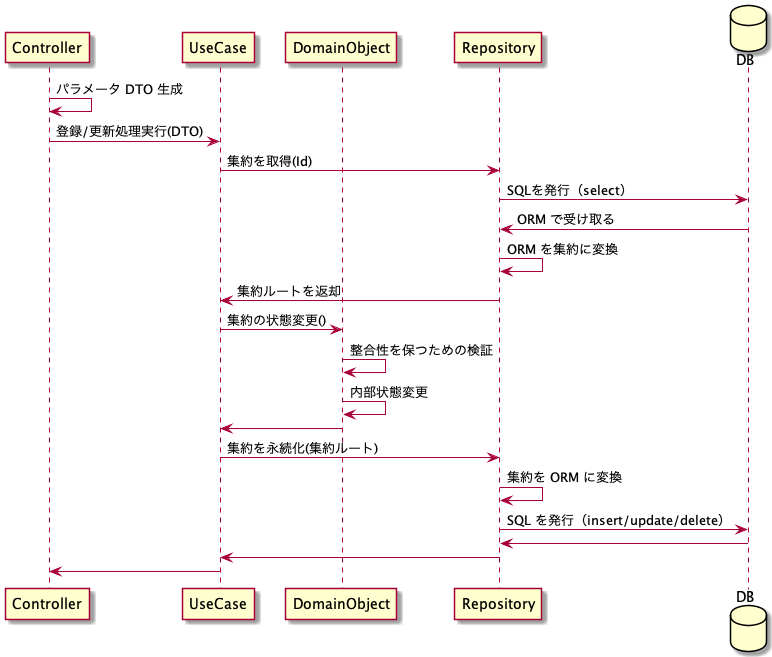 DB
Controller
UseCase
DomainObject
Repository
パラメータ DTO 生成
登録/更新処理実行(DTO)
集約を取得(Id)
SQLを発行（select）
ORM で受け取る
ORM を集約に変換
集約ルートを返却
集約の状態変更()
整合性を保つための検証
内部状態変更
集約を永続化(集約ルート)
集約を ORM に変換
SQL を発行（insert/update/delete）
Controller
UseCase
DomainObject
Repository
DB